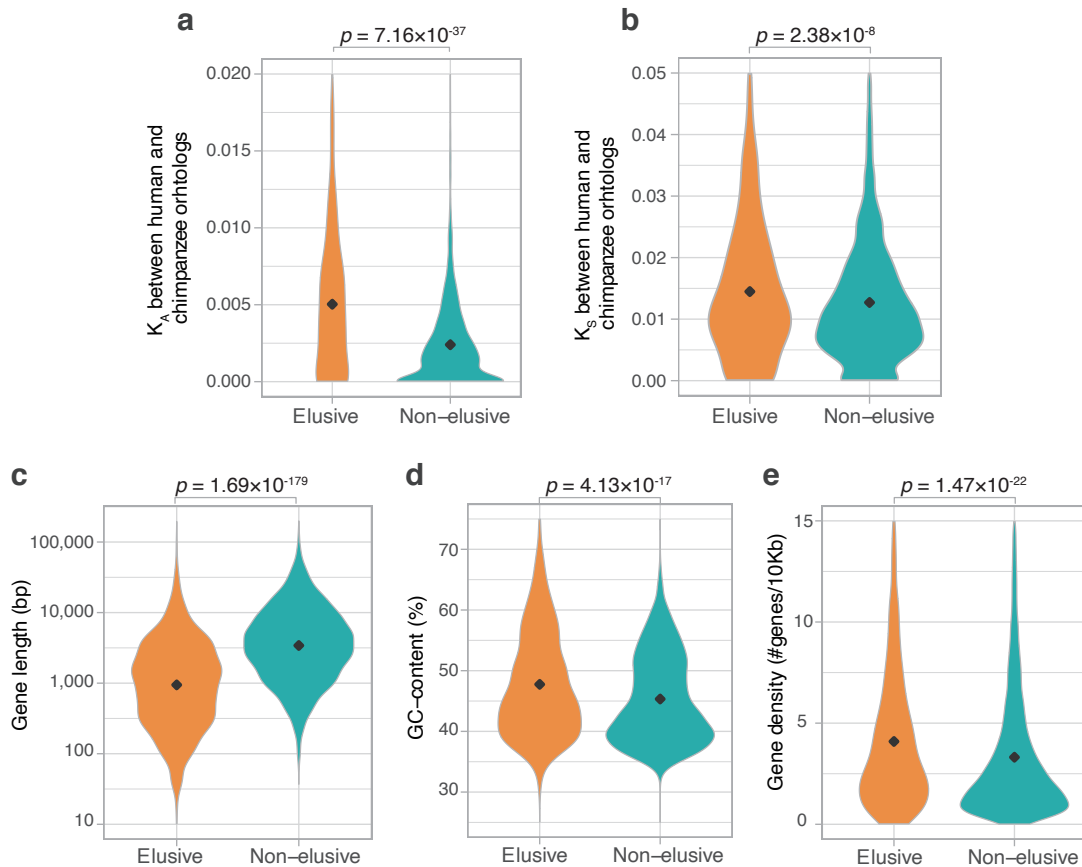 a
p = 7.16×10⁻³⁷
K_A between human and
chimpanzee orhtologs
0.020
0.015
0.010
0.005
0.000
Elusive
Non–elusive
b
p = 2.38×10⁻⁸
K_S between human and
chimpanzee orhtologs
0.05
0.04
0.03
0.02
0.01
0.00
Elusive
Non–elusive
c
p = 1.69×10⁻¹⁷⁹
Gene length (bp)
100,000
10,000
1,000
100
10
Elusive
Non–elusive
d
p = 4.13×10⁻¹⁷
GC–content (%)
70
60
50
40
30
Elusive
Non–elusive
e
p = 1.47×10⁻²²
Gene density (#genes/10Kb)
15
10
5
0
Elusive
Non–elusive